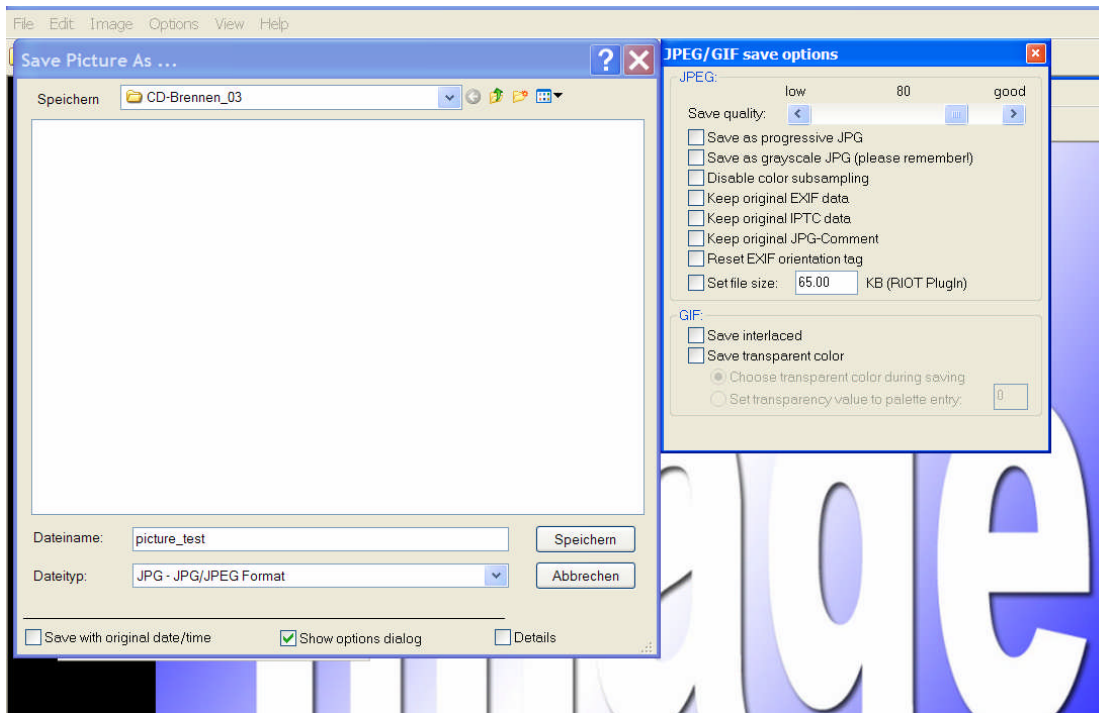 File Edit Image Options View Help
Save Picture As ...
Speichern CD-Brennen_03
Dateiname: picture_test Speichern
Dateityp: JPG - JPG/JPEG Format Abbrechen
Save with original date/time Show options dialog Details
JPEG/GIF save options
JPEG:
low 80 good
Save quality:
Save as progressive JPG
Save as grayscale JPG (please remember!)
Disable color subsampling
Keep original EXIF data
Keep original IPTC data
Keep original JPG-Comment
Reset EXIF orientation tag
Set file size: 65.00 KB (RIOT PlugIn)
GIF:
Save interlaced
Save transparent color
Choose transparent color during saving
Set transparency value to palette entry: 0